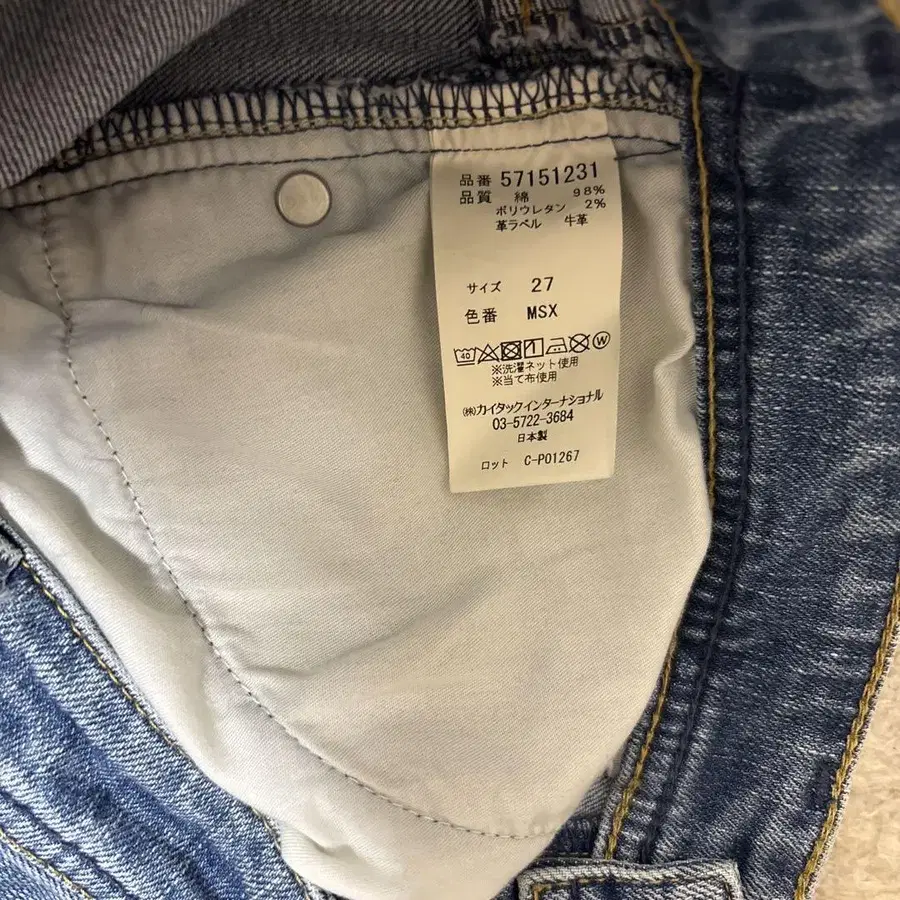 品番 57151231
品質 綿 98%
ポリウレタン 2%
革ラベル 牛革
サイズ 27
色番 MSX
40 W
※洗濯ネット使用
※当て布使用
㈱カイタックインターナショナル
03-5722-3684
日本製
ロット C-P01267